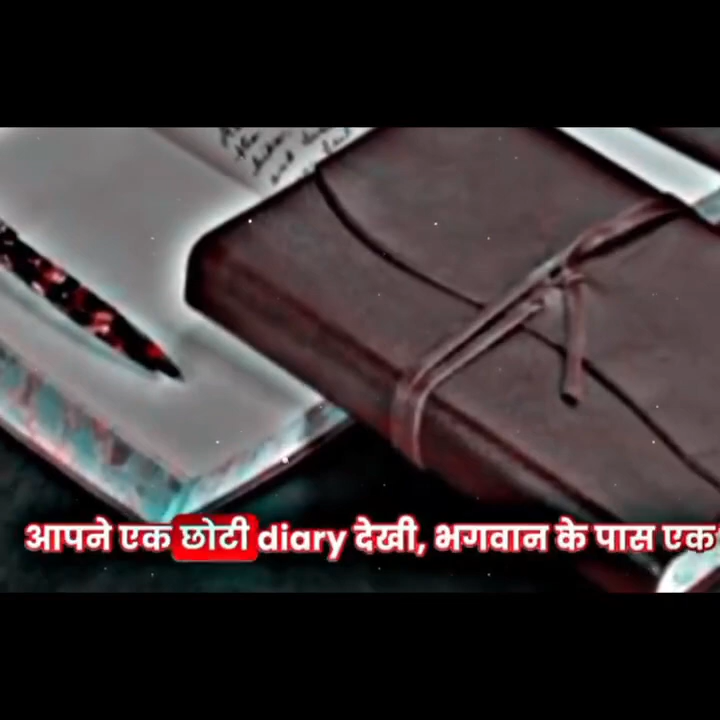 आपने एक छोटी diary देखी, भगवान के पास एक